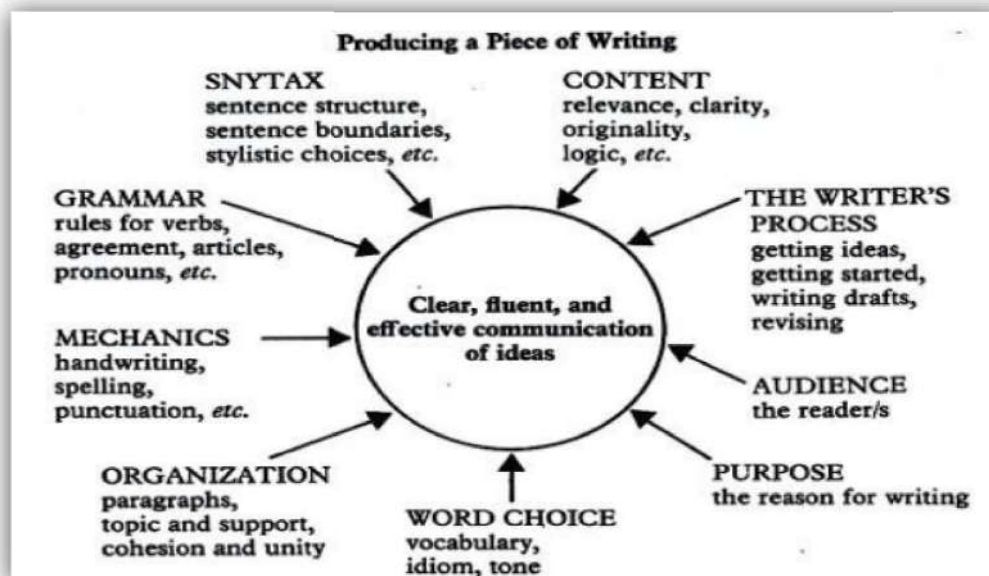 Producing a Piece of Writing
SNYTAX
sentence structure,
sentence boundaries,
stylistic choices, etc.
CONTENT
relevance, clarity,
originality,
logic, etc.
GRAMMAR
rules for verbs,
agreement, articles,
pronouns, etc.
THE WRITER'S
PROCESS
getting ideas,
getting started,
writing drafts,
revising
Clear, fluent, and
effective communication
of ideas
MECHANICS
handwriting,
spelling,
punctuation, etc.
AUDIENCE
the reader/s
ORGANIZATION
paragraphs,
topic and support,
cohesion and unity
WORD CHOICE
vocabulary,
idiom, tone
PURPOSE
the reason for writing